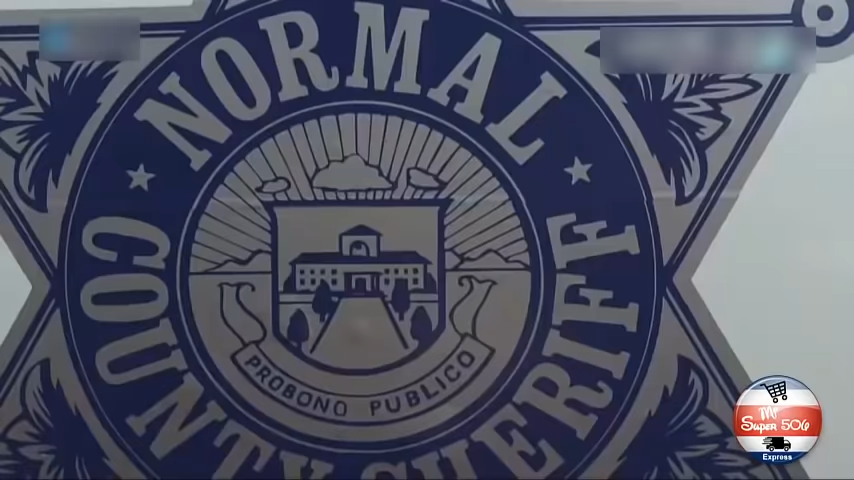 NORMAL
COUNTY SHERIFF
PROBONO PUBLICO
Mr
Super 506
Express